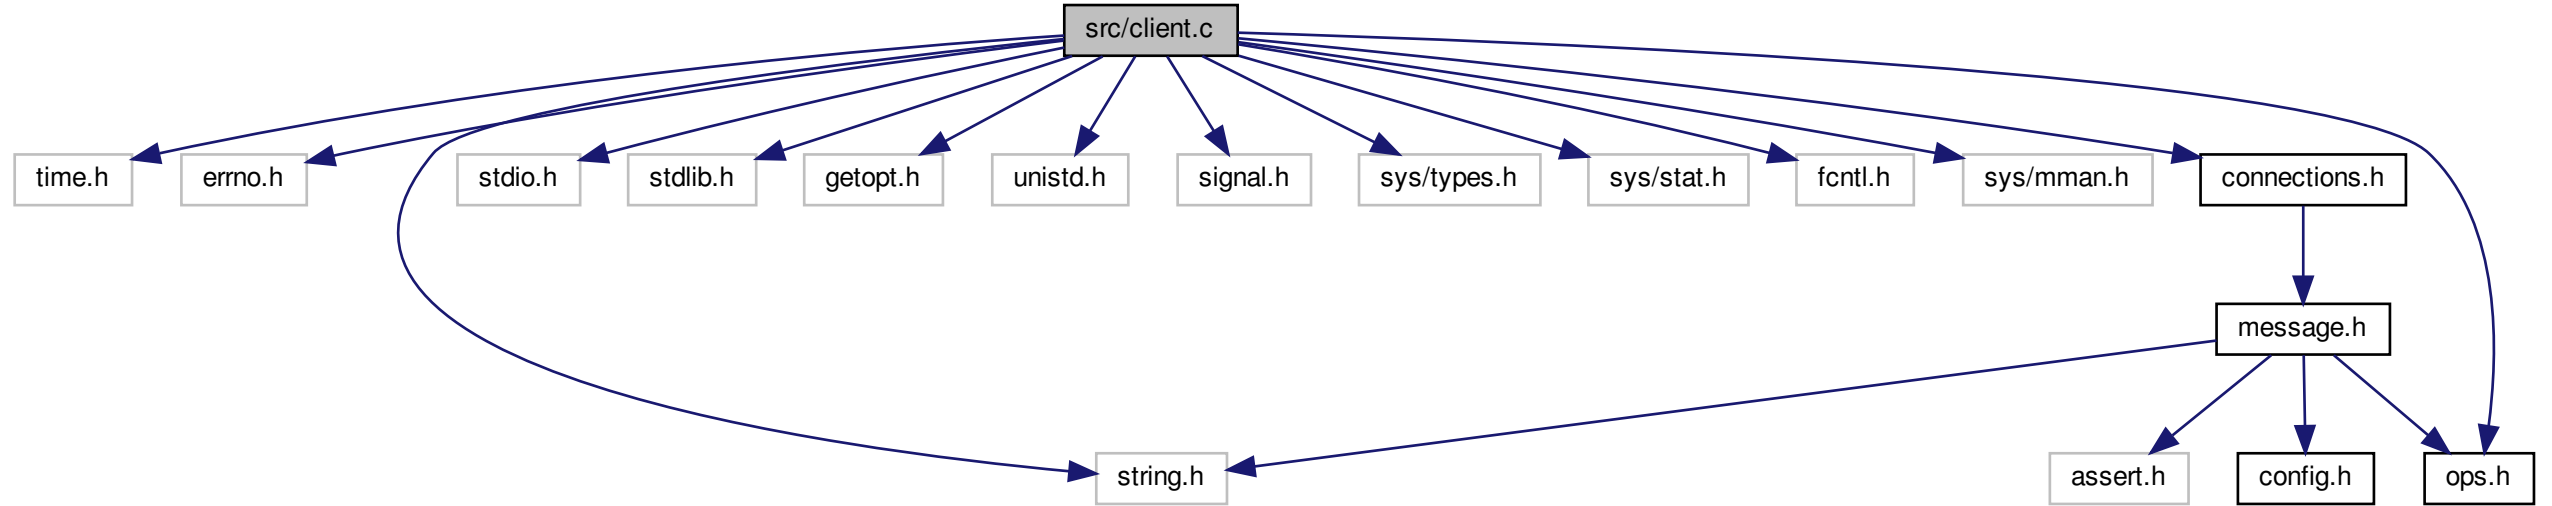 src/client.c
time.h
errno.h
stdio.h
stdlib.h
getopt.h
unistd.h
signal.h
sys/types.h
sys/stat.h
fcntl.h
sys/mman.h
connections.h
message.h
string.h
assert.h
config.h
ops.h